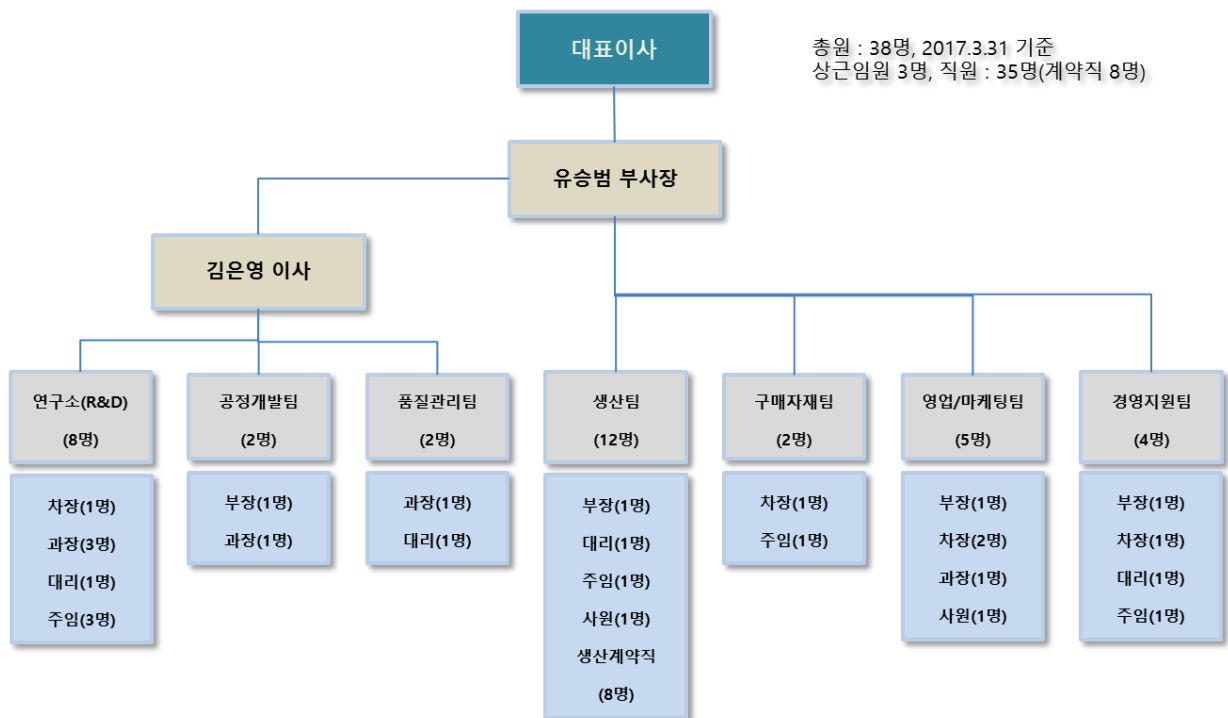 대표이사
총원 : 38명, 2017.3.31 기준
상근임원 3명, 직원 : 35명(계약직 8명)
유승범 부사장
김은영 이사
연구소(R&D)
(8명)
차장(1명)
과장(3명)
대리(1명)
주임(3명)
공정개발팀
(2명)
부장(1명)
과장(1명)
품질관리팀
(2명)
과장(1명)
대리(1명)
생산팀
(12명)
부장(1명)
대리(1명)
주임(1명)
사원(1명)
생산계약직
(8명)
구매자재팀
(2명)
차장(1명)
주임(1명)
영업/마케팅팀
(5명)
부장(1명)
차장(2명)
과장(1명)
사원(1명)
경영지원팀
(4명)
부장(1명)
차장(1명)
대리(1명)
주임(1명)